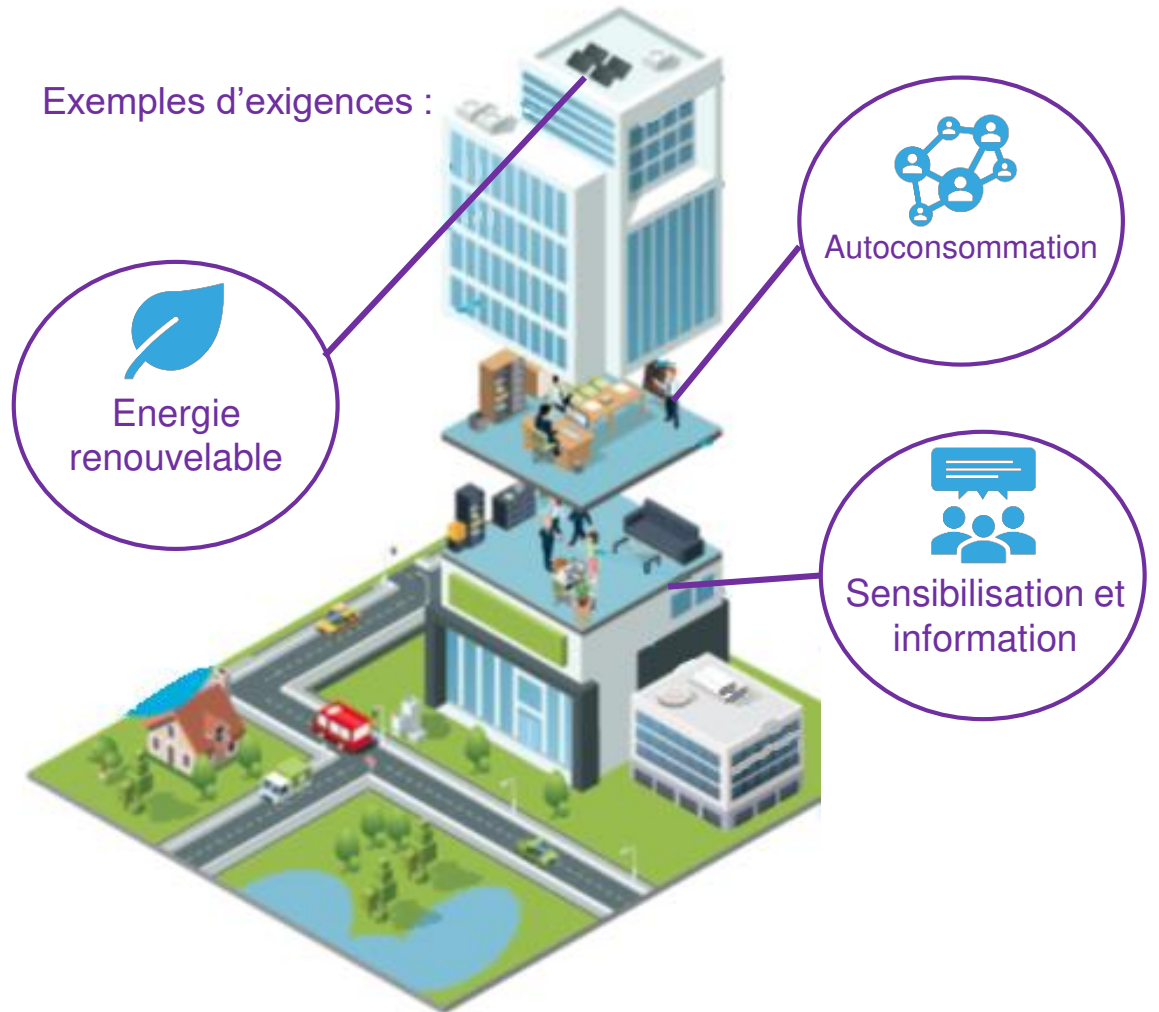 Exemples d’exigences :
Autoconsommation
Energie
renouvelable
Sensibilisation et
information